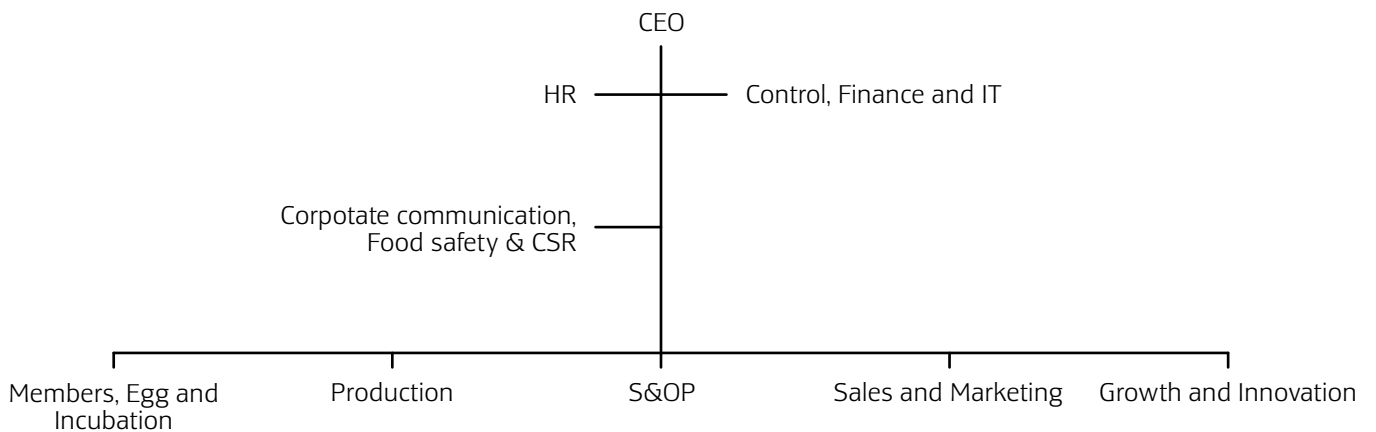 CEO
HR
Control, Finance and IT
Corpotate communication,
Food safety & CSR
Members, Egg and
Incubation
Production
S&OP
Sales and Marketing
Growth and Innovation